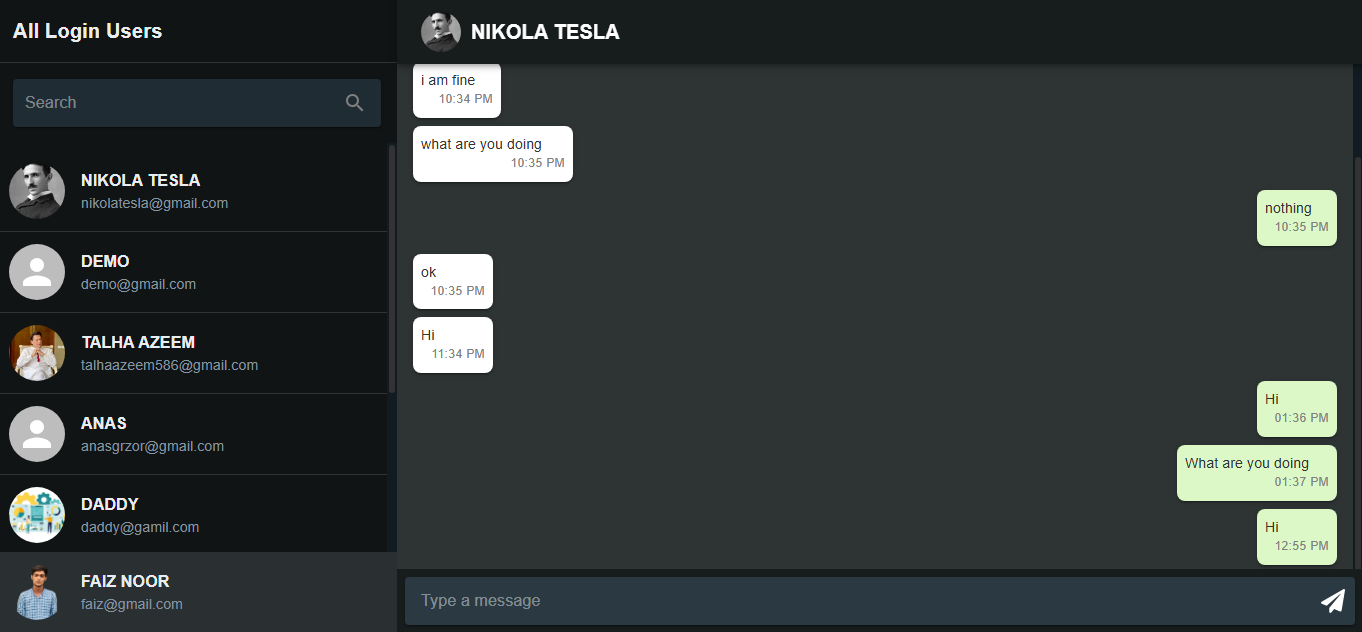 All Login Users
Search
NIKOLA TESLA
nikolatesla@gmail.com
DEMO
demo@gmail.com
TALHA AZEEM
talhaazeem586@gmail.com
ANAS
anasgrzor@gmail.com
DADDY
daddy@gamil.com
FAIZ NOOR
faiz@gmail.com
NIKOLA TESLA
i am fine
10:34 PM
what are you doing
10:35 PM
nothing
10:35 PM
ok
10:35 PM
Hi
11:34 PM
Hi
01:36 PM
What are you doing
01:37 PM
Hi
12:55 PM
Type a message